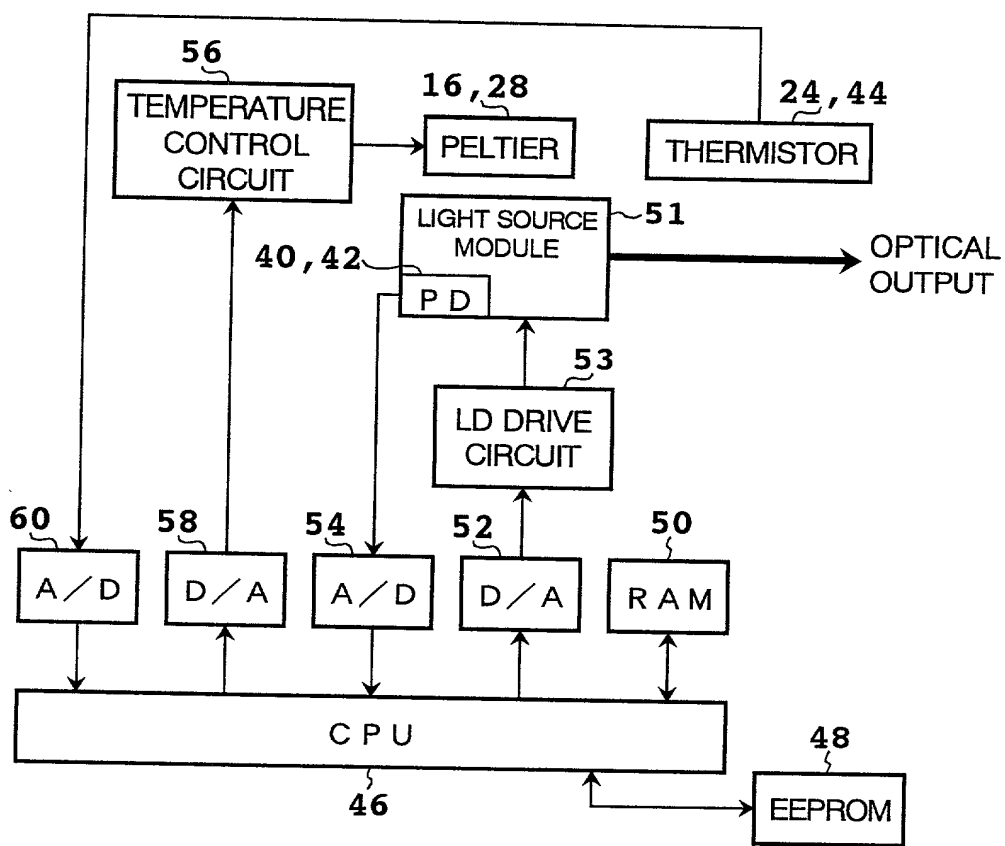 56
TEMPERATURE
CONTROL
CIRCUIT
16,28
PELTIER
24,44
THERMISTOR
LIGHT SOURCE
MODULE
51
40,42
PD
OPTICAL
OUTPUT
53
LD DRIVE
CIRCUIT
60
A/D
58
D/A
54
A/D
52
D/A
50
RAM
CPU
46
48
EEPROM